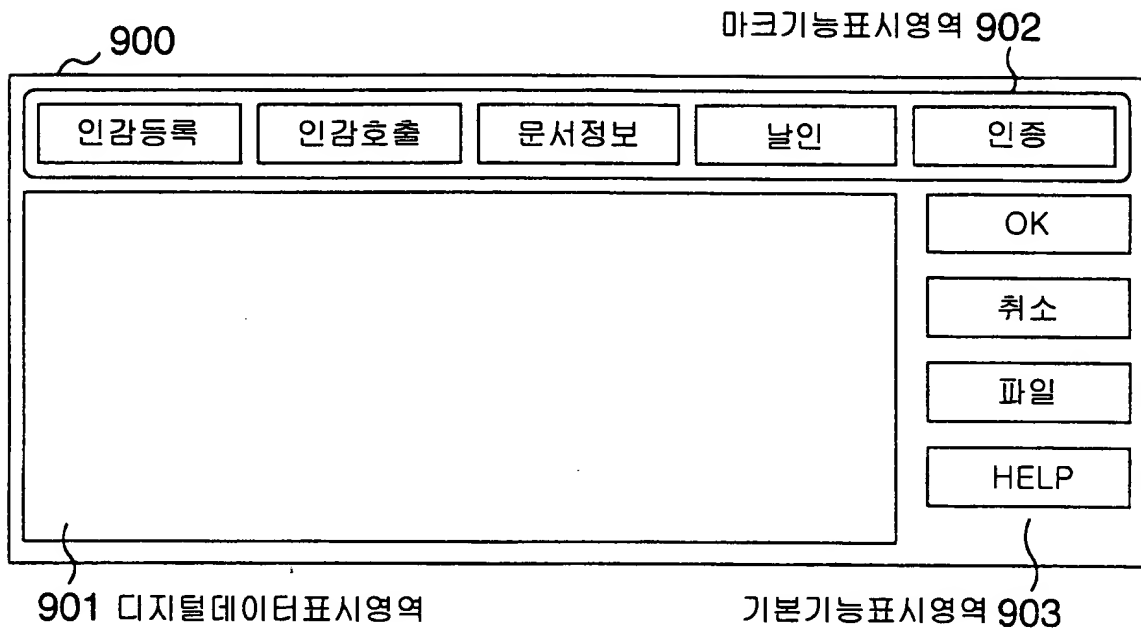 마크기능표시영역 902
900
인감등록 인감호출 문서정보 날인 인증
OK
취소
파일
HELP
901 디지털데이터표시영역
기본기능표시영역 903